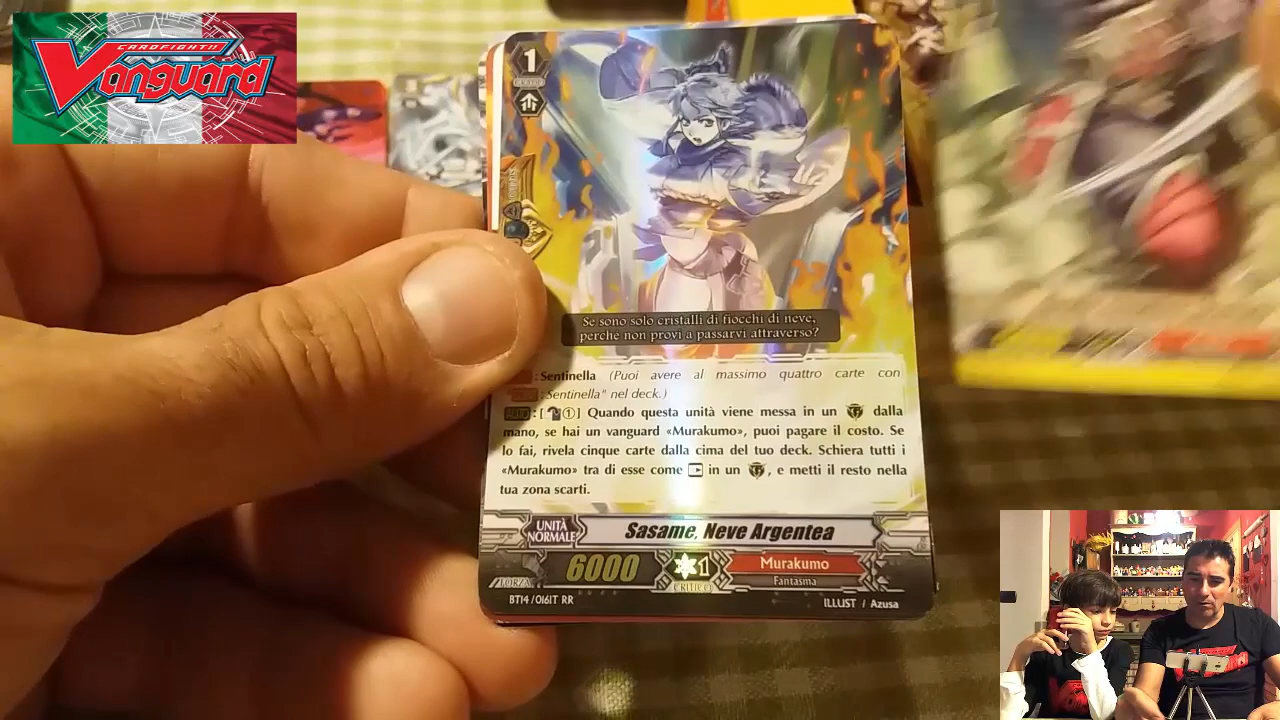 CARDFIGHT!!
Vanguard
1
Se sono solo cristalli di fiocchi di neve,
perche non provi a passarvi attraverso?
: Sentinella (Puoi avere al massimo quattro carte con
: Sentinella" nel deck.)
AUTO : [ 1 ] Quando questa unità viene messa in un dalla
mano, se hai un vanguard «Murakumo», puoi pagare il costo. Se
lo fai, rivela cinque carte dalla cima del tuo deck. Schiera tutti i
«Murakumo» tra di esse come in un , e metti il resto nella
tua zona scarti.
UNITÀ
NORMALE
Sasame, Neve Argentea
FORZA
6000
1
CRITICO
Murakumo
Fantasma
BT14/016IT RR
ILLUST / Azusa